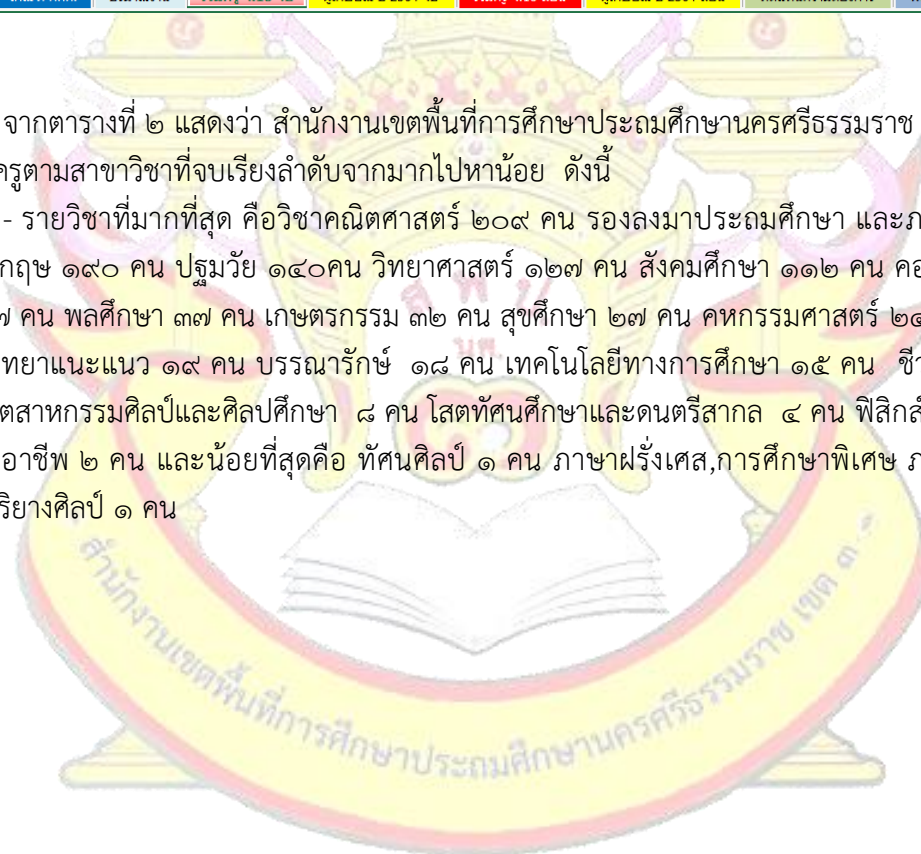 จากตารางที่ ๒ แสดงว่า สำนักงานเขตพื้นที่การศึกษาประถมศึกษานครศรีธรรมราช
ครูตามสาขาวิชาที่จบเรียงลำดับจากมากไปหาน้อย ดังนี้
- รายวิชาที่มากที่สุด คือวิชาคณิตศาสตร์ ๒๐๙ คน รองลงมาประถมศึกษา และภ
กฤษ ๑๙๐ คน ปฐมวัย ๑๔๐คน วิทยาศาสตร์ ๑๒๗ คน สังคมศึกษา ๑๑๒ คน คอ
๗ คน พลศึกษา ๓๗ คน เกษตรกรรม ๓๒ คน สุขศึกษา ๒๗ คน คหกรรมศาสตร์ ๒๔
ทยาแนะแนว ๑๙ คน บรรณารักษ์ ๑๘ คน เทคโนโลยีทางการศึกษา ๑๕ คน ชีว
ตสาหกรรมศิลป์และศิลปศึกษา ๘ คน โสตทัศนศึกษาและดนตรีสากล ๔ คน ฟิสิกส์
อาชีพ ๒ คน และน้อยที่สุดคือ ทัศนศิลป์ ๑ คน ภาษาฝรั่งเศส,การศึกษาพิเศษ ภ
ริยางศิลป์ ๑ คน
สพป
นศ.
๓
สำนักงานเขตพื้นที่การศึกษาประถมศึกษานครศรีธรรมราช เขต ๓